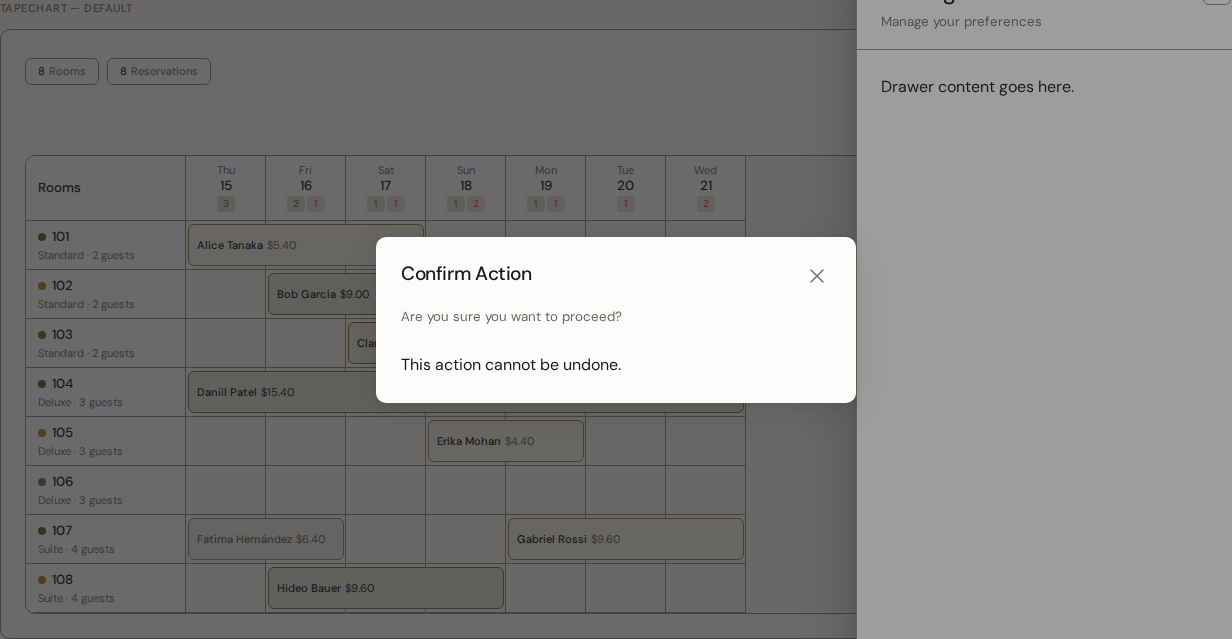 TAPECHART — DEFAULT
8 Rooms
8 Reservations
Manage your preferences
Drawer content goes here.
Rooms
Thu
15
3
Fri
16
2 1
Sat
17
1 1
Sun
18
1 2
Mon
19
1 1
Tue
20
1
Wed
21
2
101
Standard · 2 guests
Alice Tanaka $5.40
102
Standard · 2 guests
Bob García $9.00
103
Standard · 2 guests
104
Deluxe · 3 guests
Daniil Patel $15.40
105
Deluxe · 3 guests
Erika Mohan $4.40
106
Deluxe · 3 guests
107
Suite · 4 guests
Fatima Hernández $6.40
Gabriel Rossi $9.60
108
Suite · 4 guests
Hideo Bauer $9.60
Confirm Action
Are you sure you want to proceed?
This action cannot be undone.